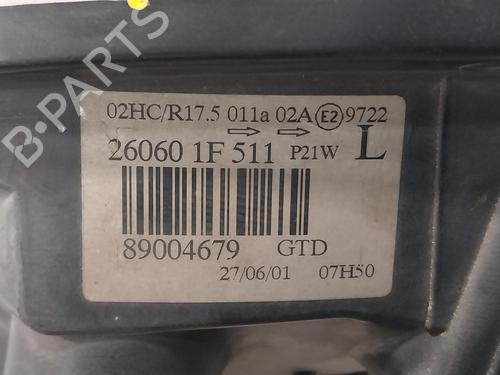 02HC/R17.5 011a 02A E2 9722
26060 1F 511 P21W L
89004679 GTD
27/06/01 07H50
B-PARTS